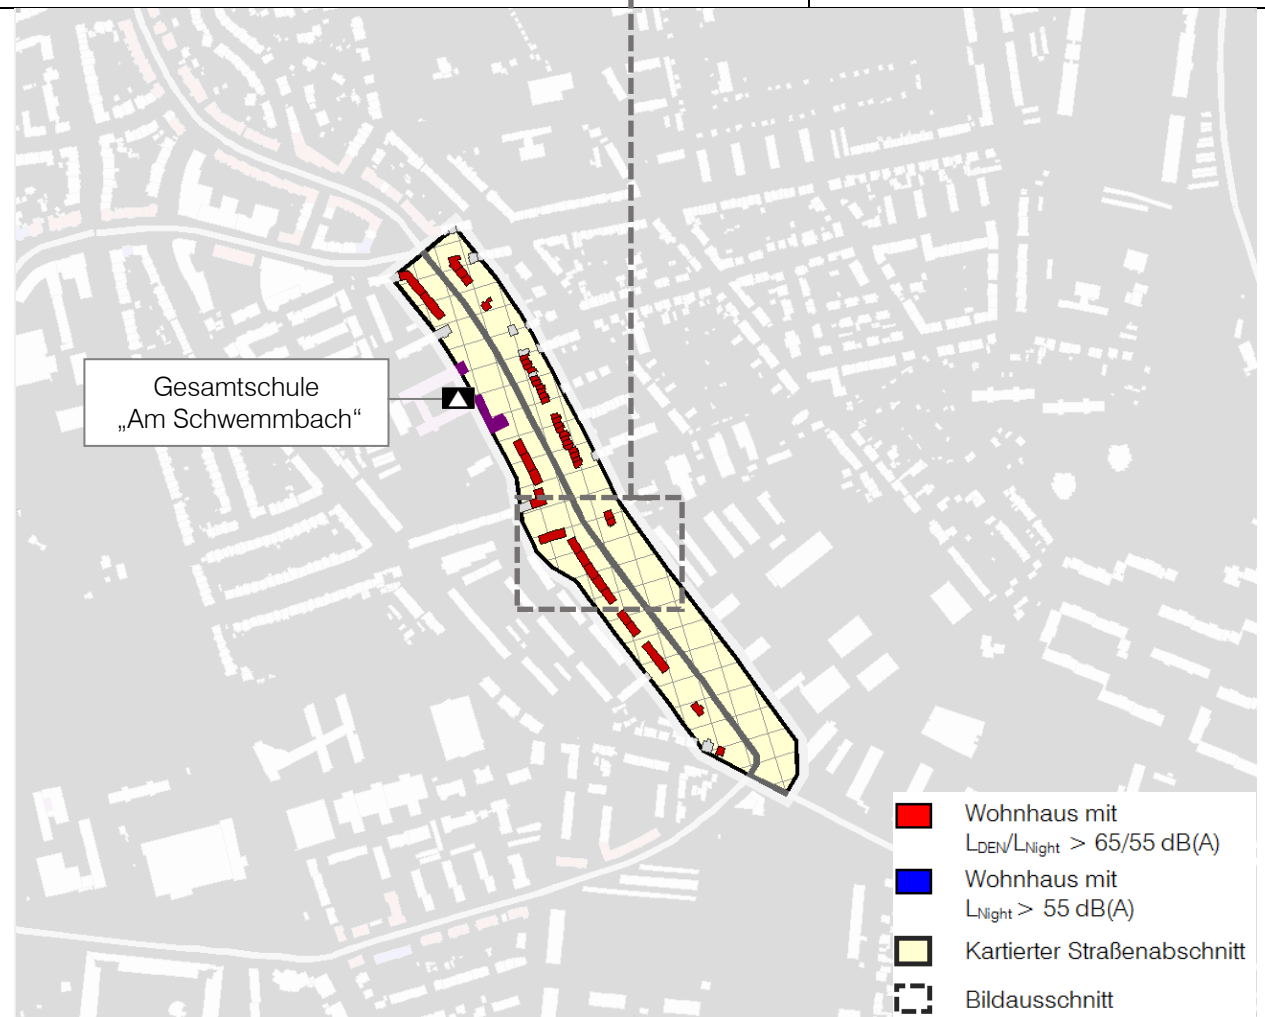 Gesamtschule
„Am Schwemmbach“
Wohnhaus mit
LDEN/LNight > 65/55 dB(A)
Wohnhaus mit
LNight > 55 dB(A)
Kartierter Straßenabschnitt
Bildausschnitt